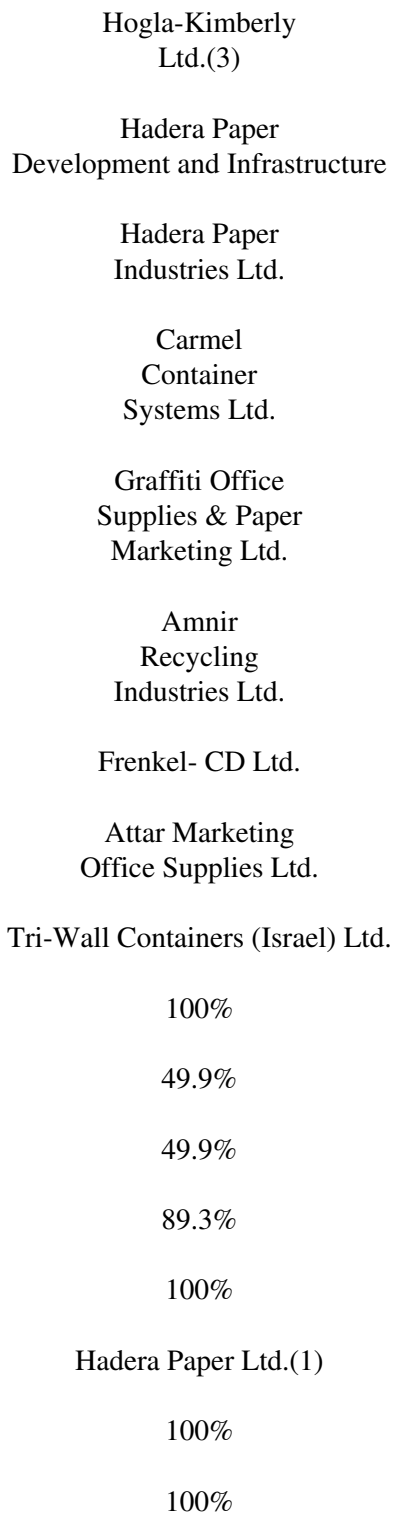 Hogla-Kimberly
Ltd.(3)
Hadera Paper
Development and Infrastructure
Hadera Paper
Industries Ltd.
Carmel
Container
Systems Ltd.
Graffiti Office
Supplies & Paper
Marketing Ltd.
Amnir
Recycling
Industries Ltd.
Frenkel- CD Ltd.
Attar Marketing
Office Supplies Ltd.
Tri-Wall Containers (Israel) Ltd.
100%
49.9%
49.9%
89.3%
100%
Hadera Paper Ltd.(1)
100%
100%